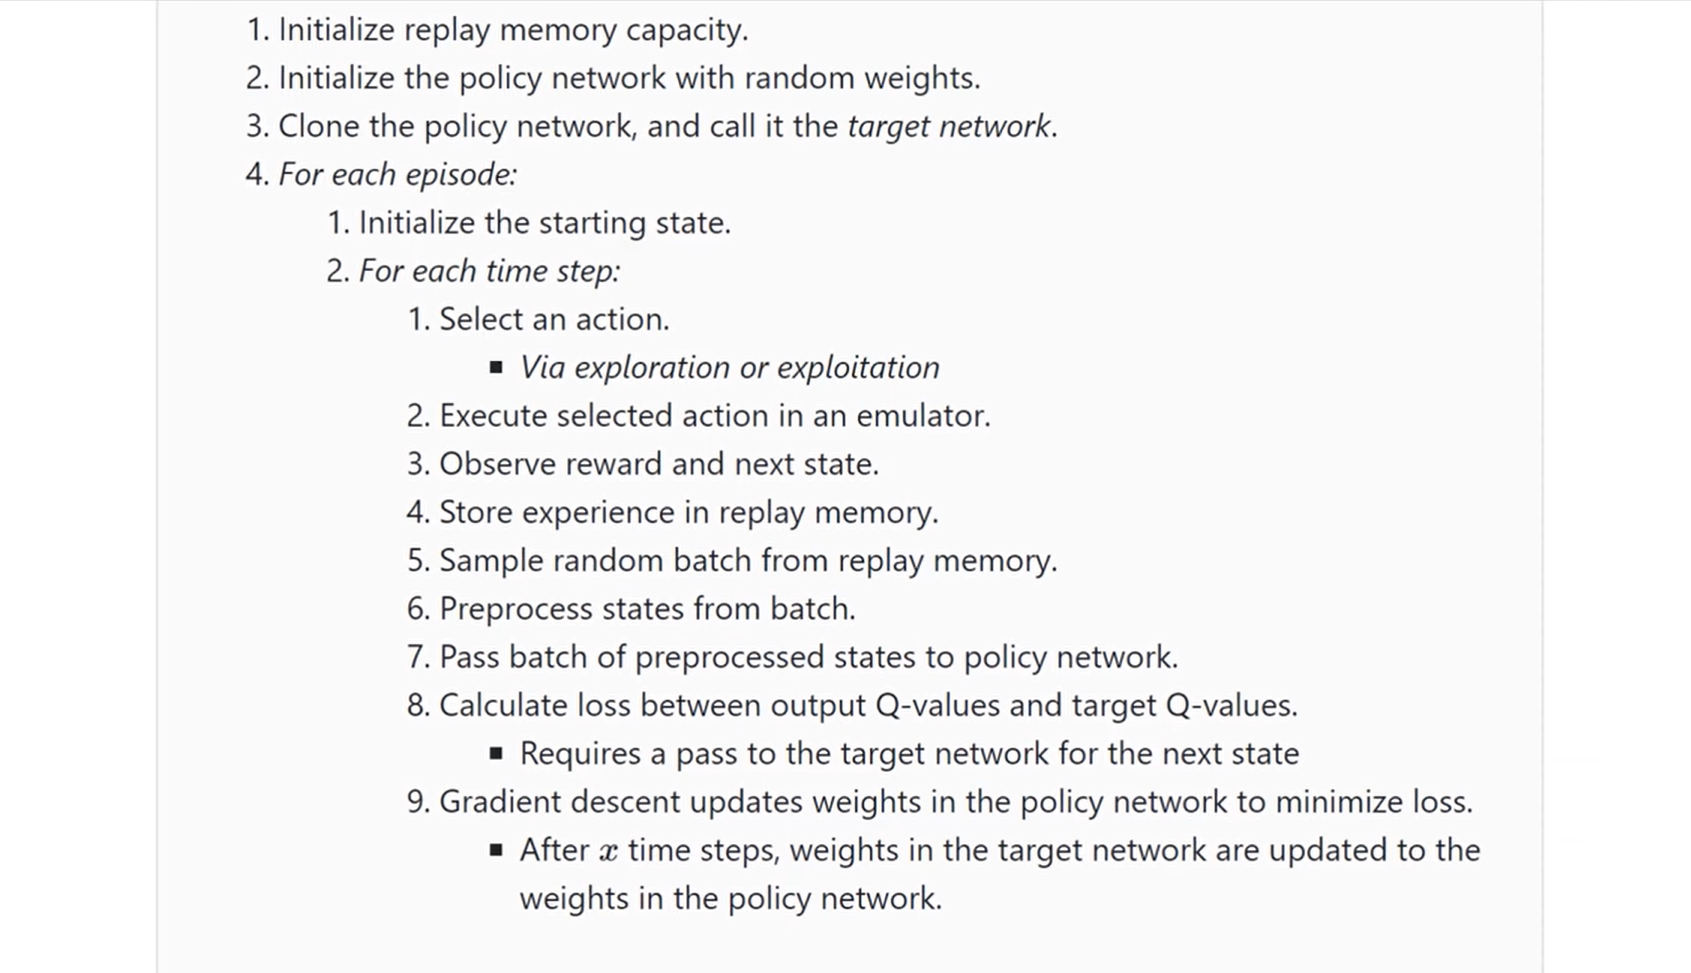 1. Initialize replay memory capacity.
2. Initialize the policy network with random weights.
3. Clone the policy network, and call it the target network.
4. For each episode:
1. Initialize the starting state.
2. For each time step:
1. Select an action.
▪ Via exploration or exploitation
2. Execute selected action in an emulator.
3. Observe reward and next state.
4. Store experience in replay memory.
5. Sample random batch from replay memory.
6. Preprocess states from batch.
7. Pass batch of preprocessed states to policy network.
8. Calculate loss between output Q-values and target Q-values.
▪ Requires a pass to the target network for the next state
9. Gradient descent updates weights in the policy network to minimize loss.
▪ After x time steps, weights in the target network are updated to the
weights in the policy network.